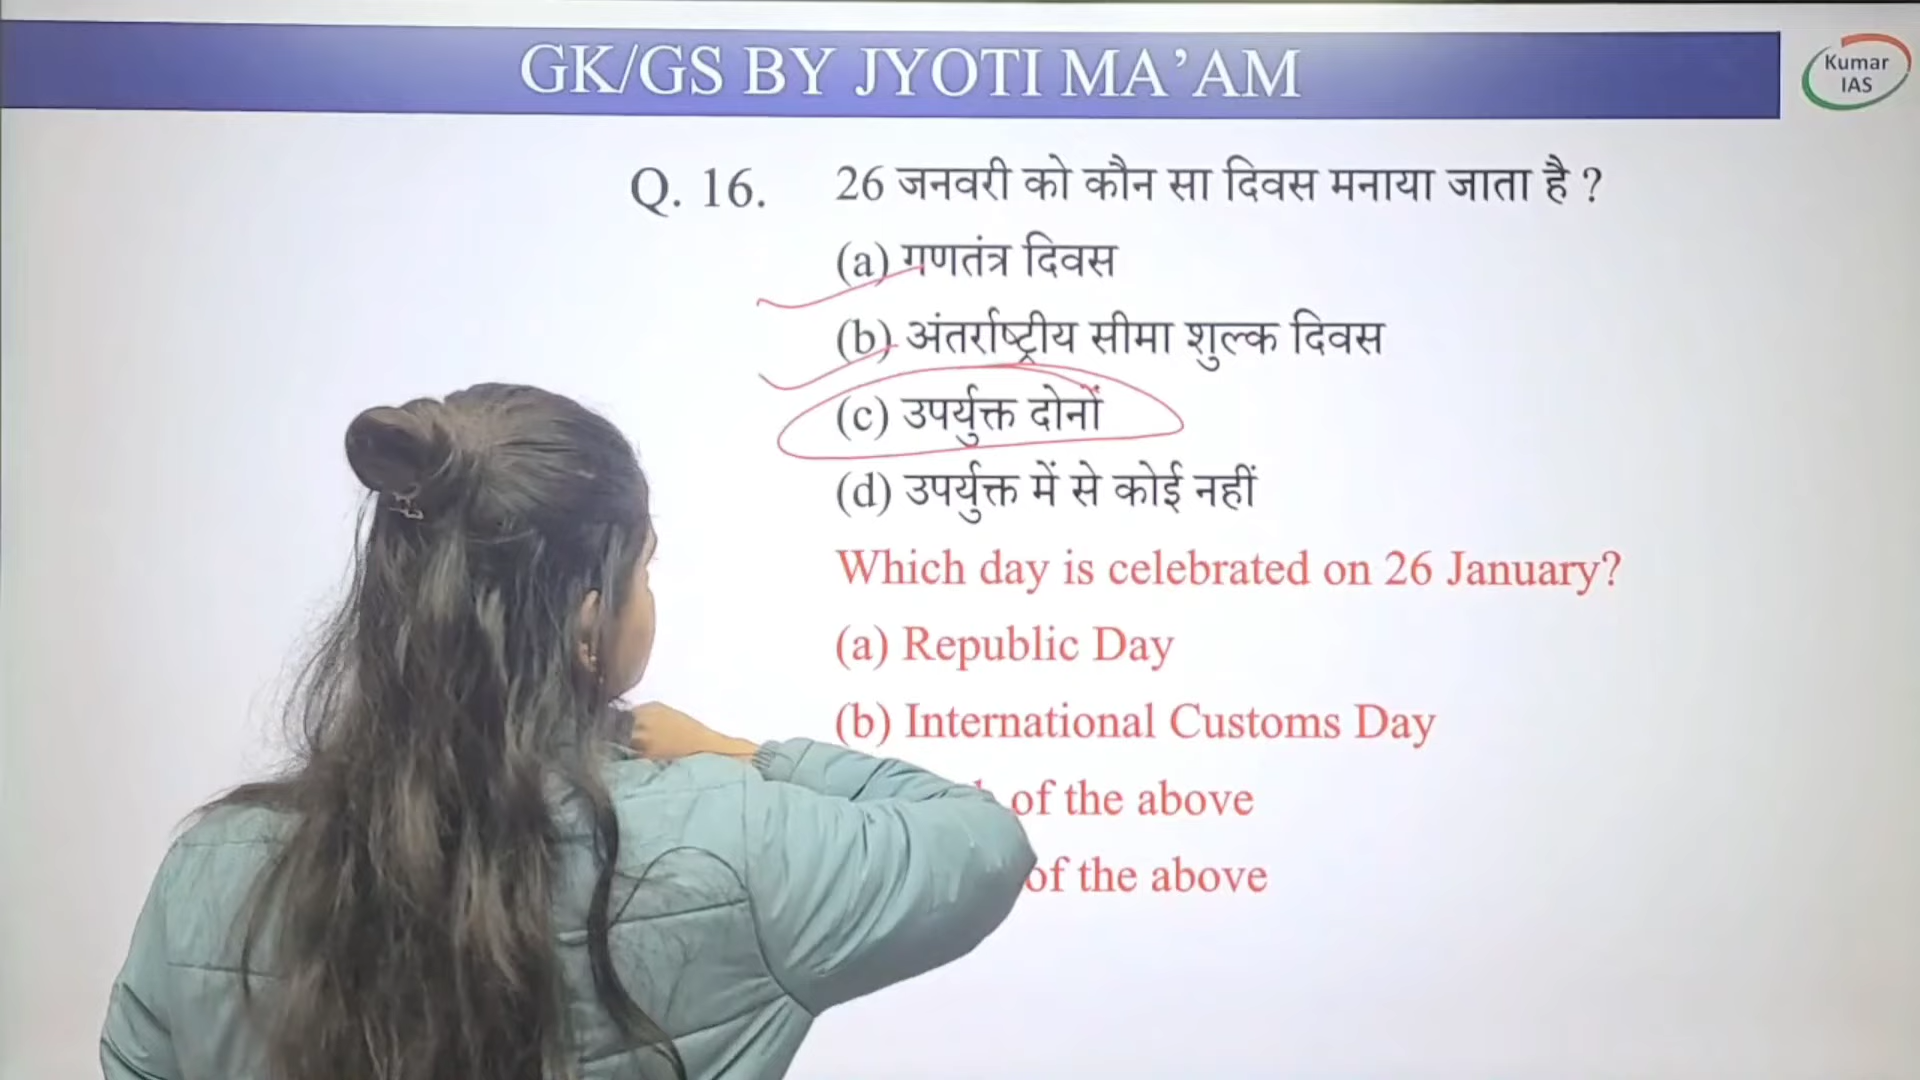 GK/GS BY JYOTI MA’AM
Kumar
IAS
Q. 16. 26 जनवरी को कौन सा दिवस मनाया जाता है ?
(a) गणतंत्र दिवस
(b) अंतर्राष्ट्रीय सीमा शुल्क दिवस
(c) उपर्युक्त दोनों
(d) उपर्युक्त में से कोई नहीं
Which day is celebrated on 26 January?
(a) Republic Day
(b) International Customs Day
of the above
of the above